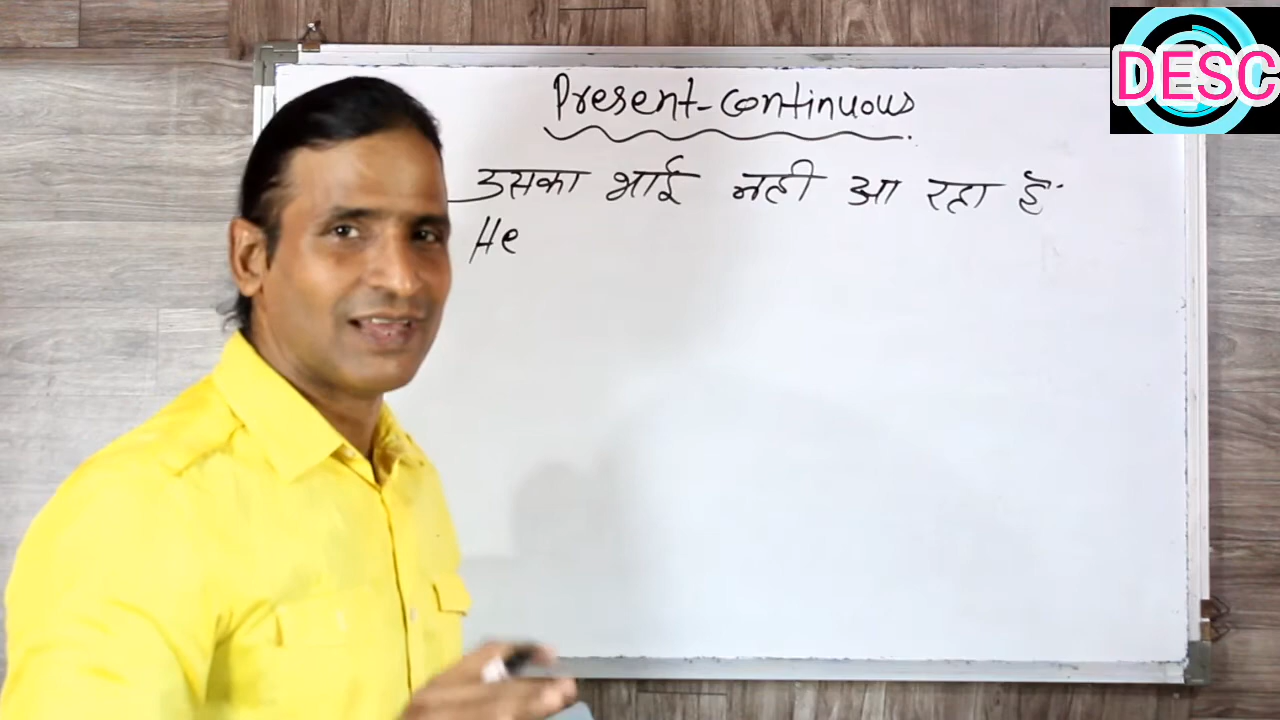 Present-Continuous
उसका भाई नही आ रहा है.
He
DESC